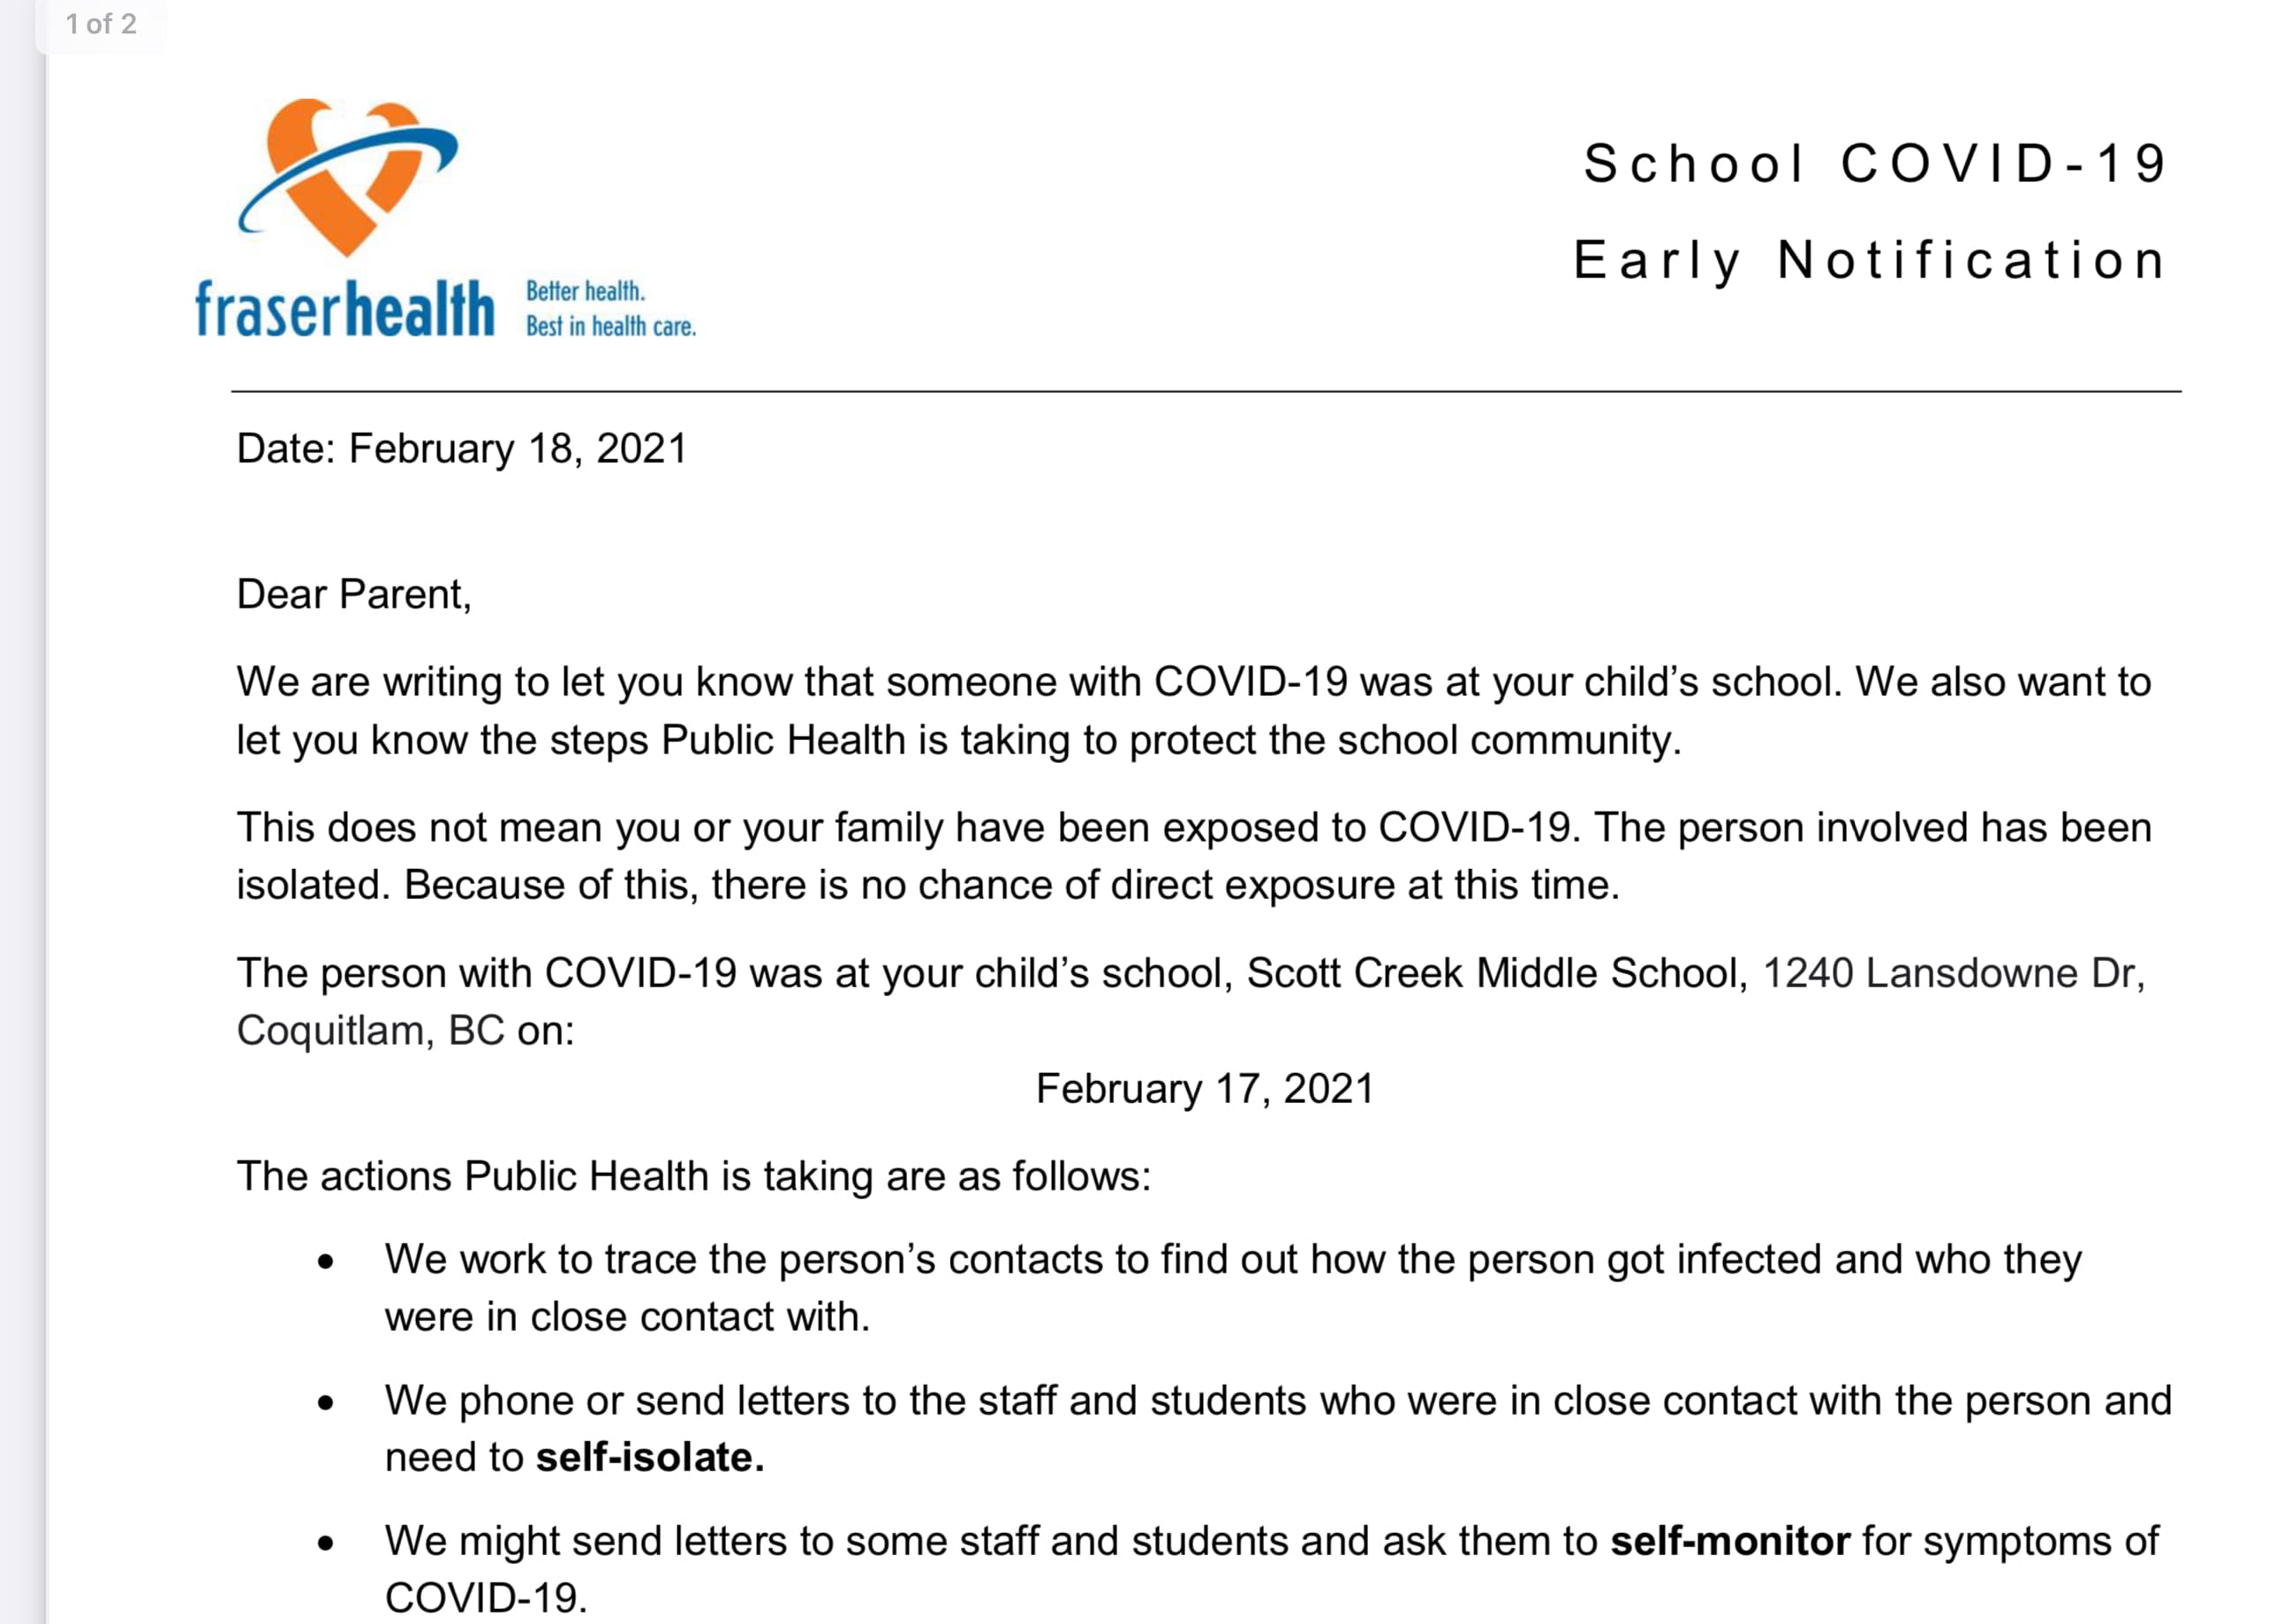 1 of 2
School COVID-19
Early Notification
fraserhealth
Better health.
Best in health care.
Date: February 18, 2021
Dear Parent,
We are writing to let you know that someone with COVID-19 was at your child’s school. We also want to
let you know the steps Public Health is taking to protect the school community.
This does not mean you or your family have been exposed to COVID-19. The person involved has been
isolated. Because of this, there is no chance of direct exposure at this time.
The person with COVID-19 was at your child’s school, Scott Creek Middle School, 1240 Lansdowne Dr,
Coquitlam, BC on:
February 17, 2021
The actions Public Health is taking are as follows:
• We work to trace the person’s contacts to find out how the person got infected and who they
were in close contact with.
• We phone or send letters to the staff and students who were in close contact with the person and
need to self-isolate.
• We might send letters to some staff and students and ask them to self-monitor for symptoms of
COVID-19.